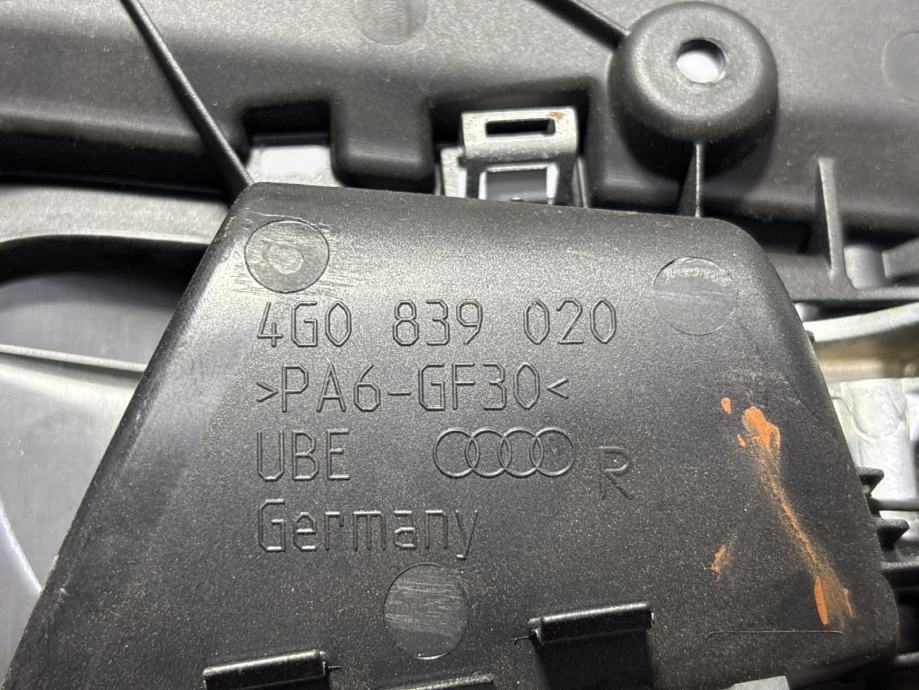 4G0 839 020
>PA6-GF30<
UBE R
Germany